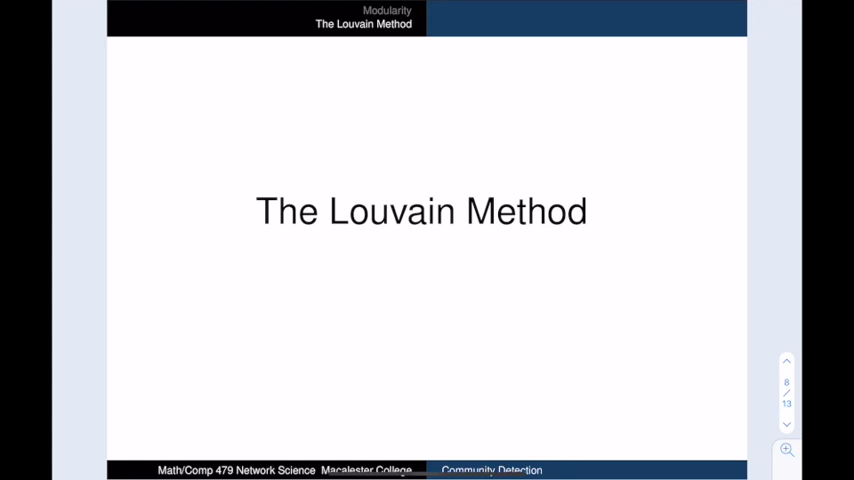 Modularity
The Louvain Method
The Louvain Method
8
/
13
Math/Comp 479 Network Science Macalester College Community Detection